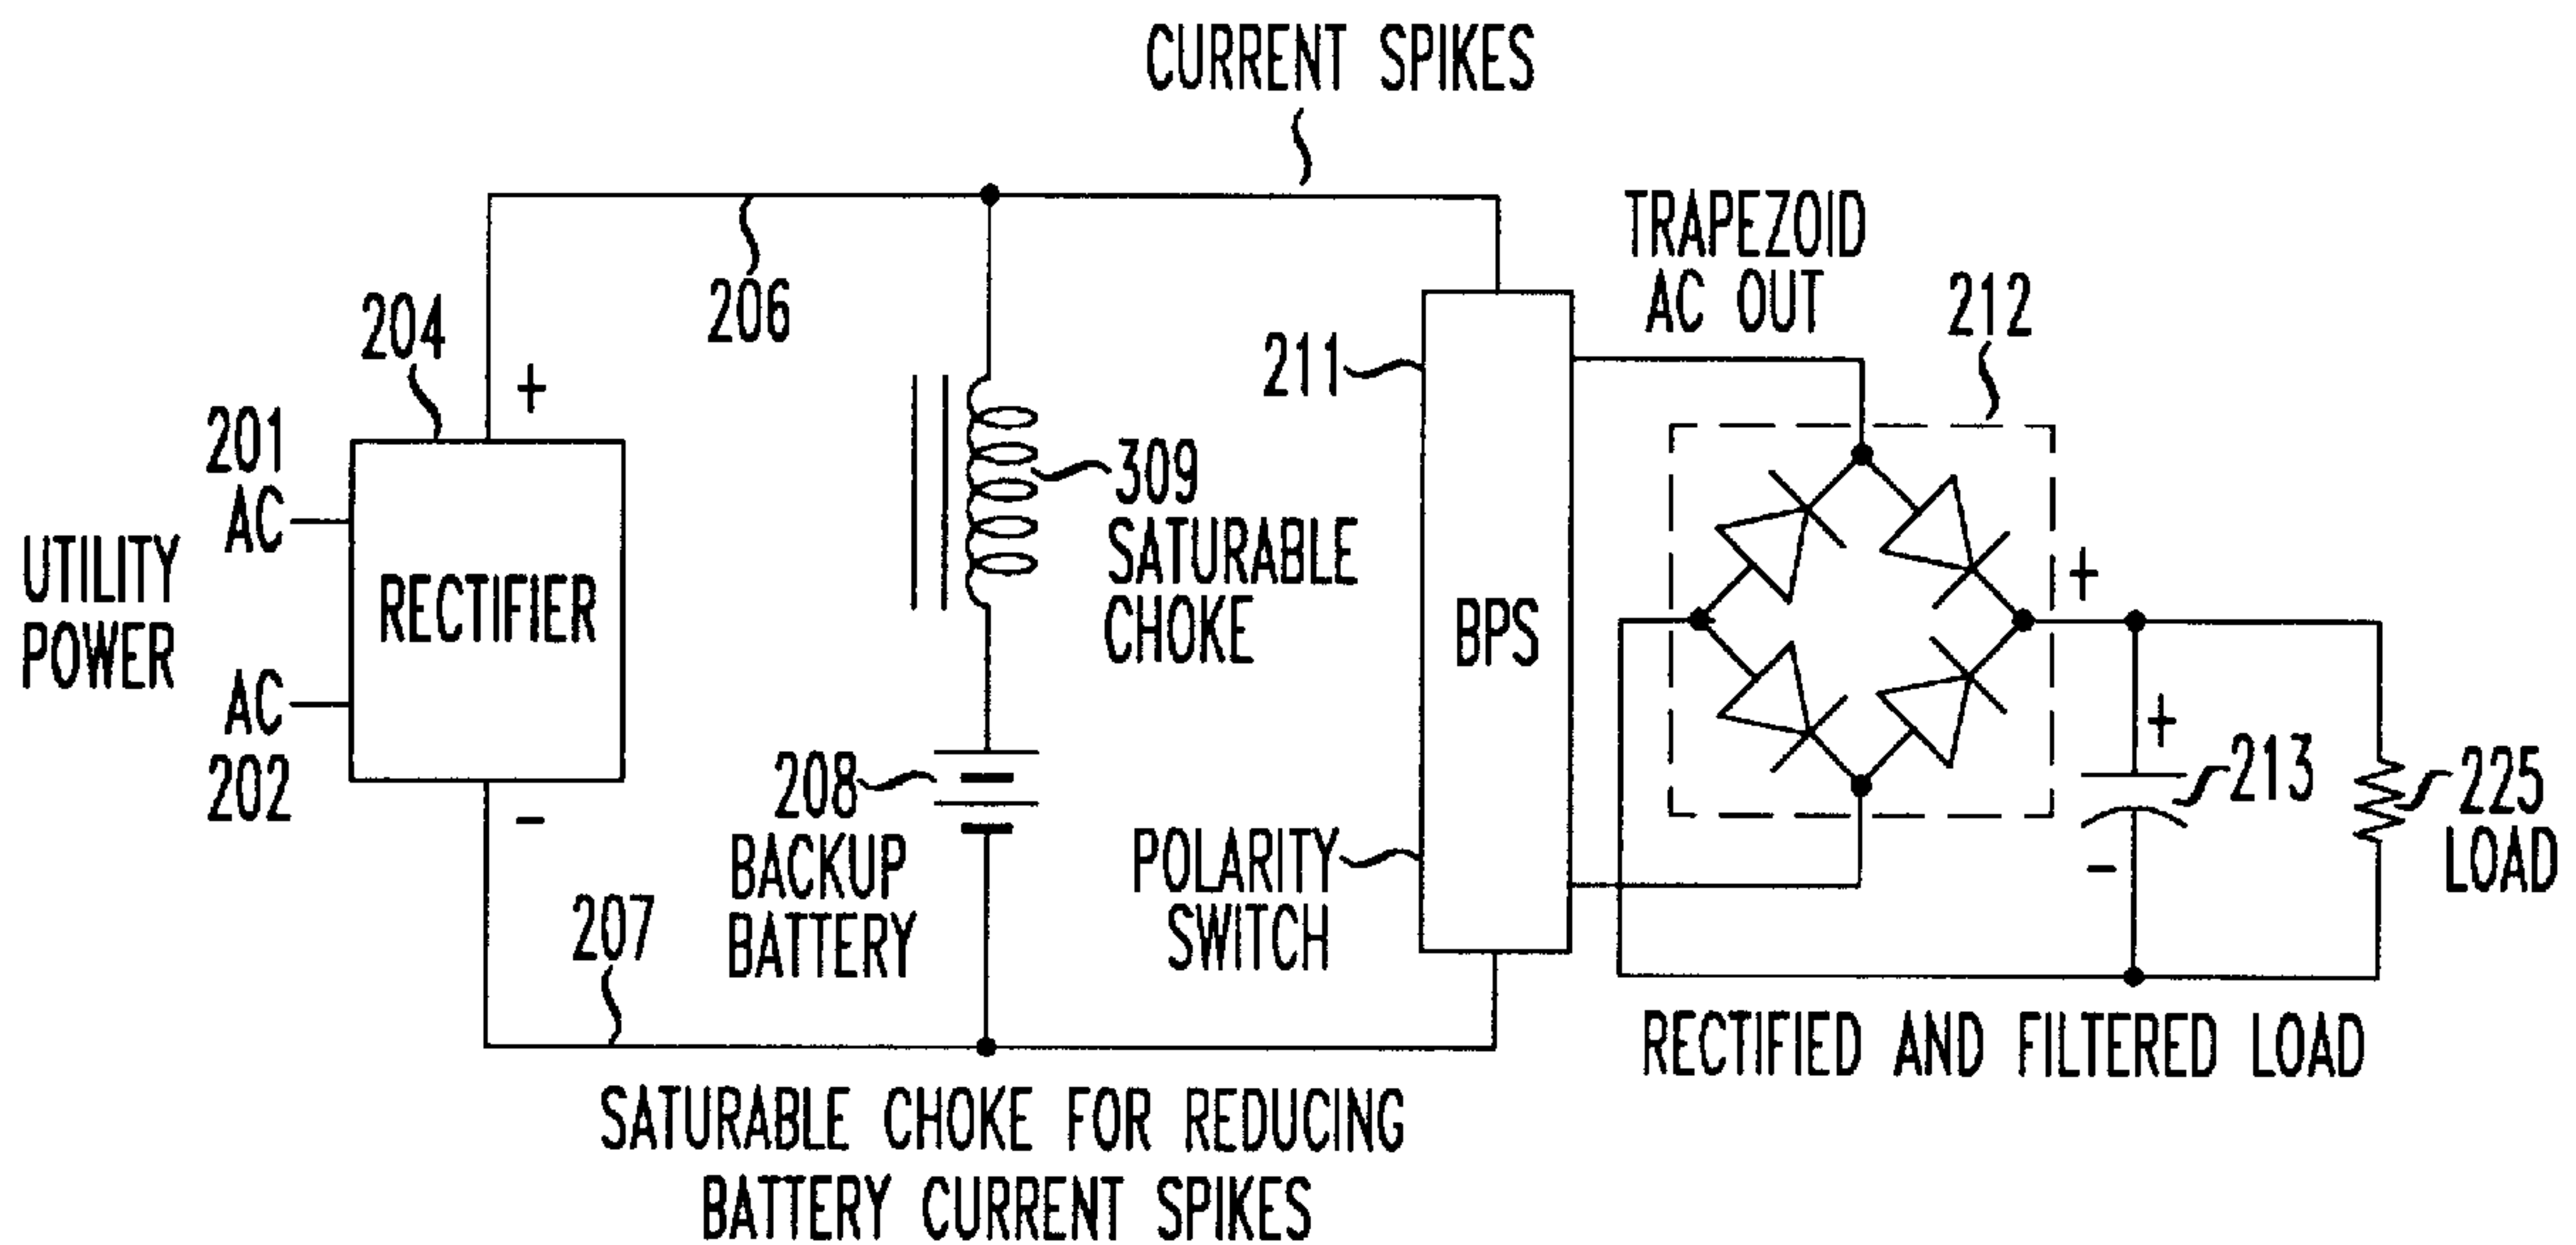 CURRENT SPIKES
TRAPEZOID
AC OUT
212
206
204
+
211
201
AC
309
SATURABLE
CHOKE
UTILITY
POWER
RECTIFIER
BPS
+
AC
202
-
208
BACKUP
BATTERY
POLARITY
SWITCH
+
213
-
225
LOAD
207
RECTIFIED AND FILTERED LOAD
SATURABLE CHOKE FOR REDUCING
BATTERY CURRENT SPIKES